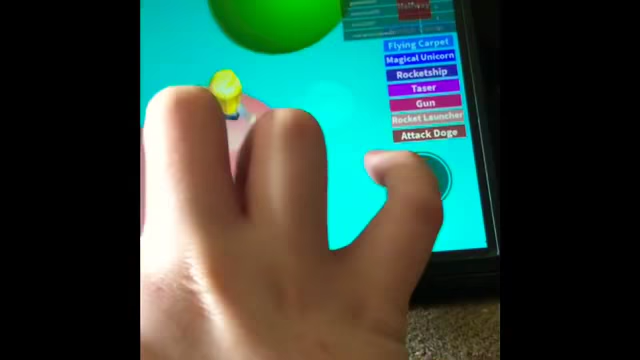 Flying Carpet
Magical Unicorn
Rocketship
Taser
Gun
Rocket Launcher
Attack Doge